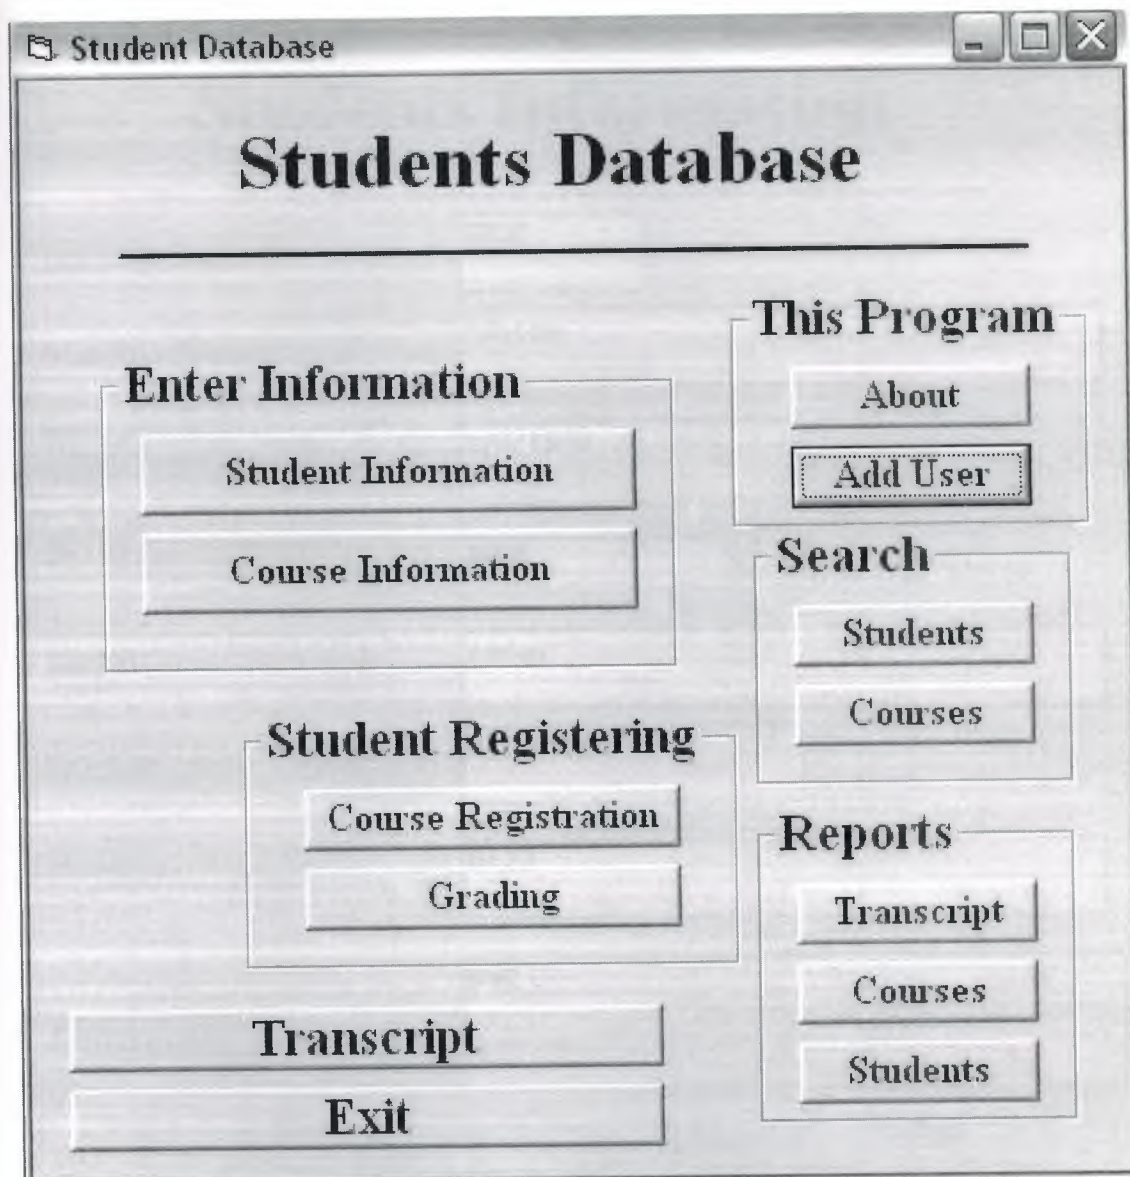 Student Database
Students Database
This Program
About
Add User
Enter Information
Student Information
Course Information
Search
Students
Courses
Student Registering
Course Registration
Grading
Reports
Transcript
Courses
Students
Transcript
Exit